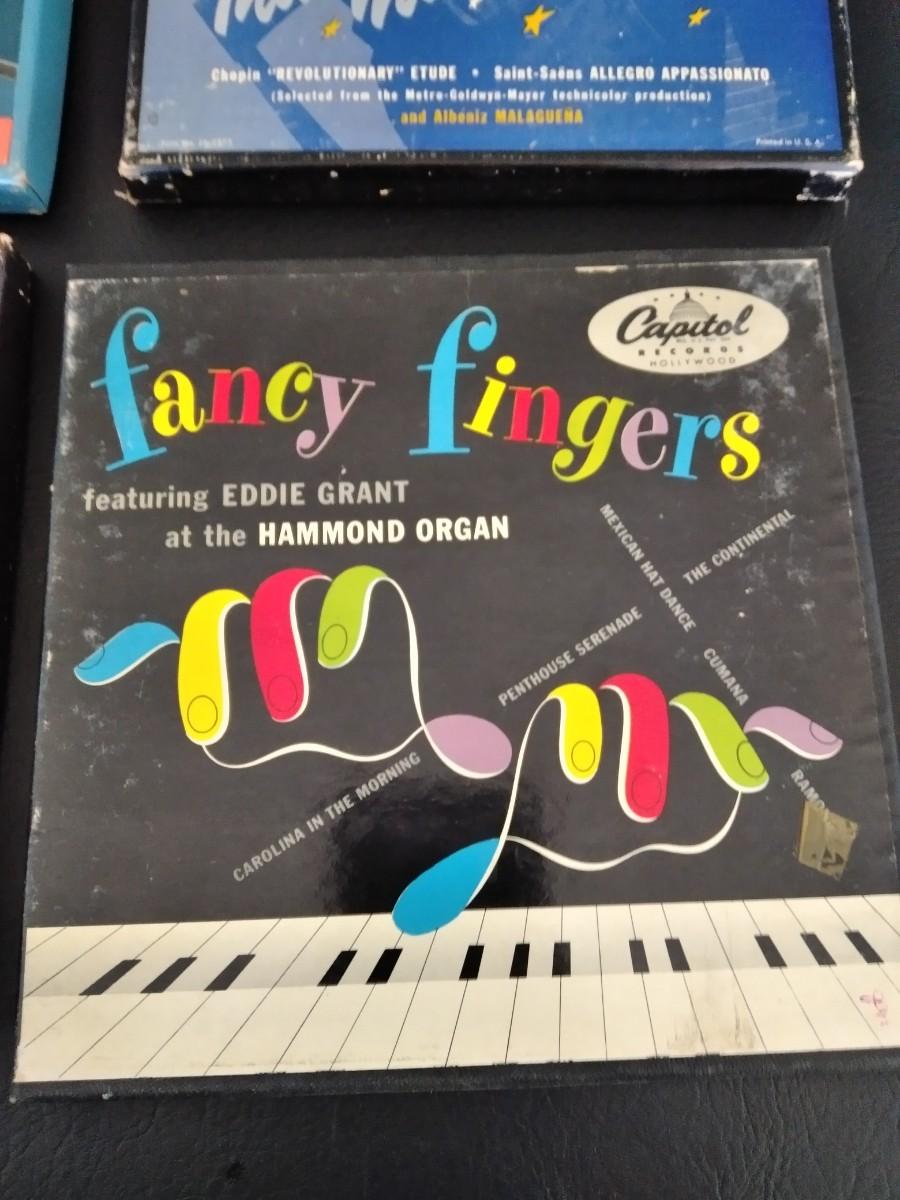 Chopin "REVOLUTIONARY" ETUDE • Saint-Saëns ALLEGRO APPASSIONATO
(Selected from the Metro-Goldwyn-Mayer technicolor production)
and Albéniz MALAGUEÑA
Printed in U. S. A.
fancy fingers
Capitol
RECORDS
HOLLYWOOD
featuring EDDIE GRANT
at the HAMMOND ORGAN
MEXICAN HAT DANCE
THE CONTINENTAL
PENTHOUSE SERENADE
CUMANA
CAROLINA IN THE MORNING